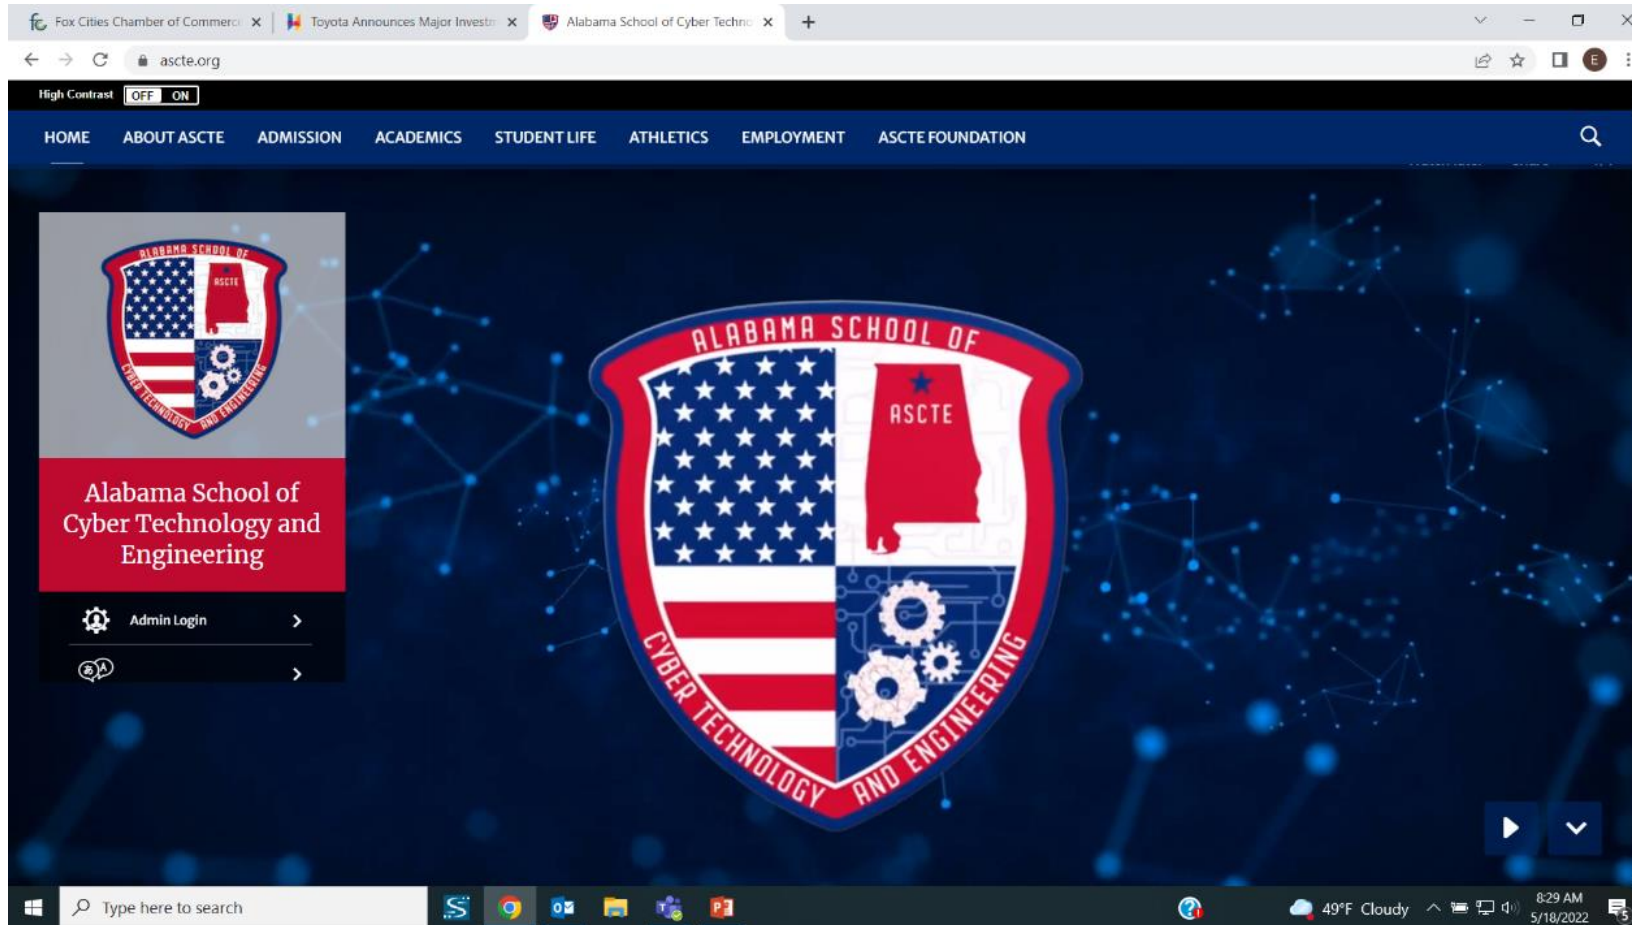 Fox Cities Chamber of Commerc
Toyota Announces Major Investm
Alabama School of Cyber Techno
ascte.org
E
High Contrast OFF ON
HOME ABOUT ASCTE ADMISSION ACADEMICS STUDENT LIFE ATHLETICS EMPLOYMENT ASCTE FOUNDATION
ALABAMA SCHOOL OF
ASCTE
CYBER TECHNOLOGY AND ENGINEERING
Alabama School of
Cyber Technology and
Engineering
Admin Login
あ A
ALABAMA SCHOOL OF
ASCTE
CYBER TECHNOLOGY AND ENGINEERING
Type here to search
49°F Cloudy
8:29 AM
5/18/2022
5